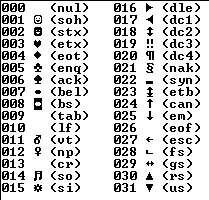 000 (nul) 016 ► (dle)
001 ☺ (soh) 017 ◄ (dc1)
002 ☻ (stx) 018 ↕ (dc2)
003 ♥ (etx) 019 ‼ (dc3)
004 ♦ (eot) 020 ¶ (dc4)
005 ♣ (enq) 021 § (nak)
006 ♠ (ack) 022 ▬ (syn)
007 • (bel) 023 ↨ (etb)
008 ◘ (bs) 024 ↑ (can)
009 (tab) 025 ↓ (em)
010 (lf) 026 (eof)
011 ♂ (vt) 027 ← (esc)
012 ♀ (np) 028 ∟ (fs)
013 (cr) 029 ↔ (gs)
014 ♫ (so) 030 ▲ (rs)
015 ☼ (si) 031 ▼ (us)